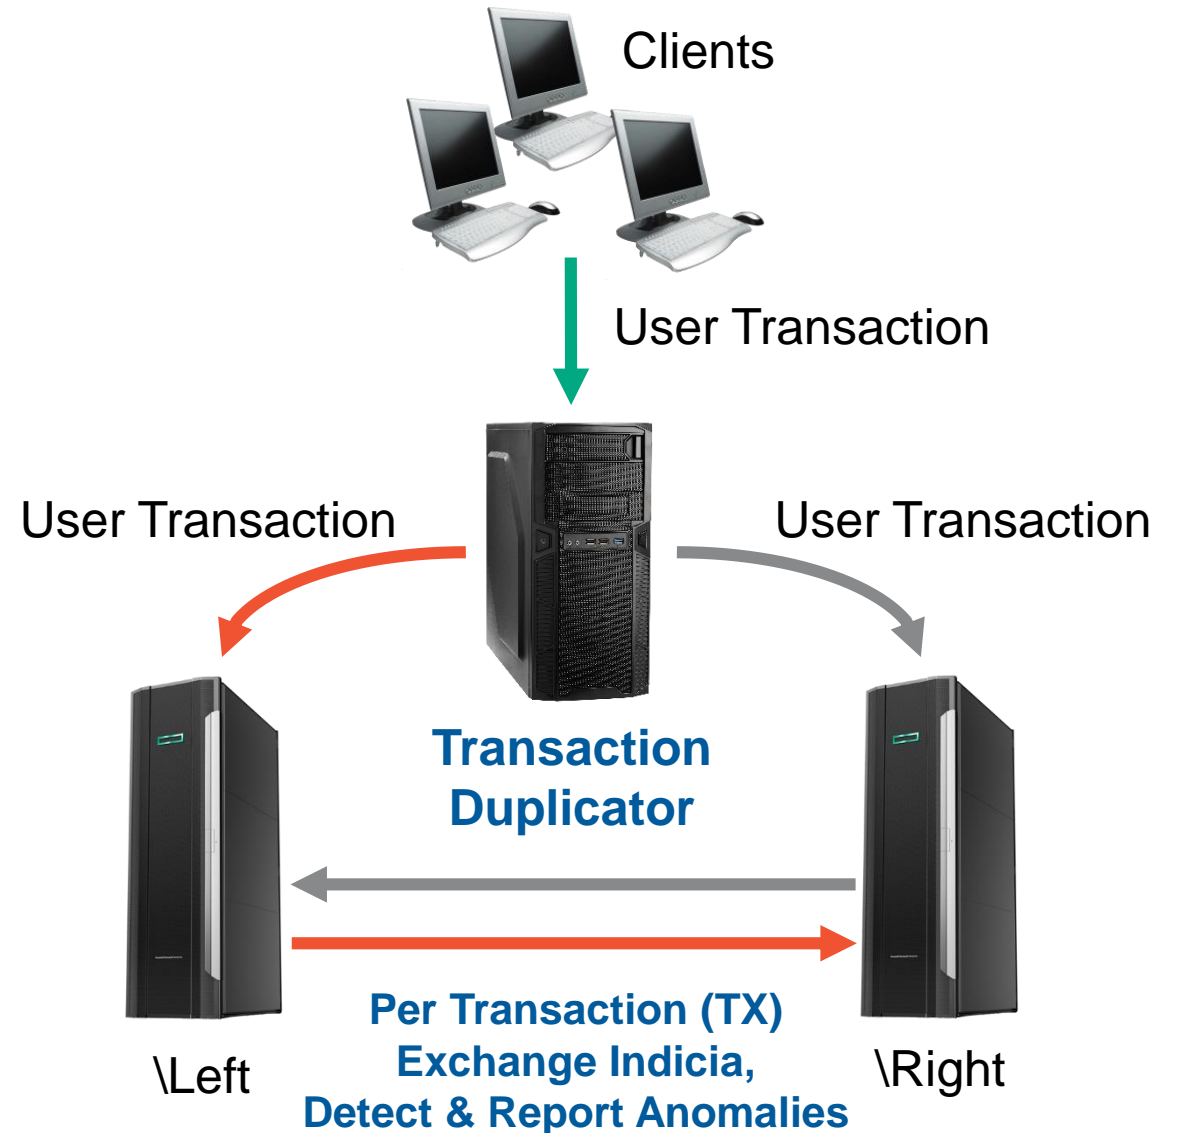 Clients
User Transaction
User Transaction
User Transaction
Transaction
Duplicator
Per Transaction (TX)
Exchange Indicia,
Detect & Report Anomalies
\Left
\Right